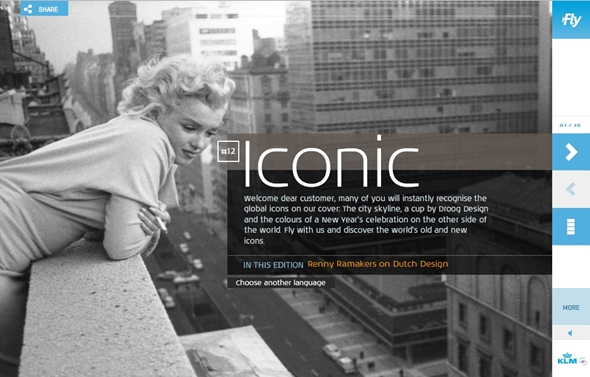 SHARE
iFly
01 / 10
#12
Iconic
Welcome dear customer, many of you will instantly recognise the
global icons on our cover: The city skyline, a cup by Droog Design
and the colours of a New Year's celebration on the other side of
the world. Fly with us and discover the world's old and new
icons.
IN THIS EDITION Renny Ramakers on Dutch Design
Choose another language
MORE
KLM